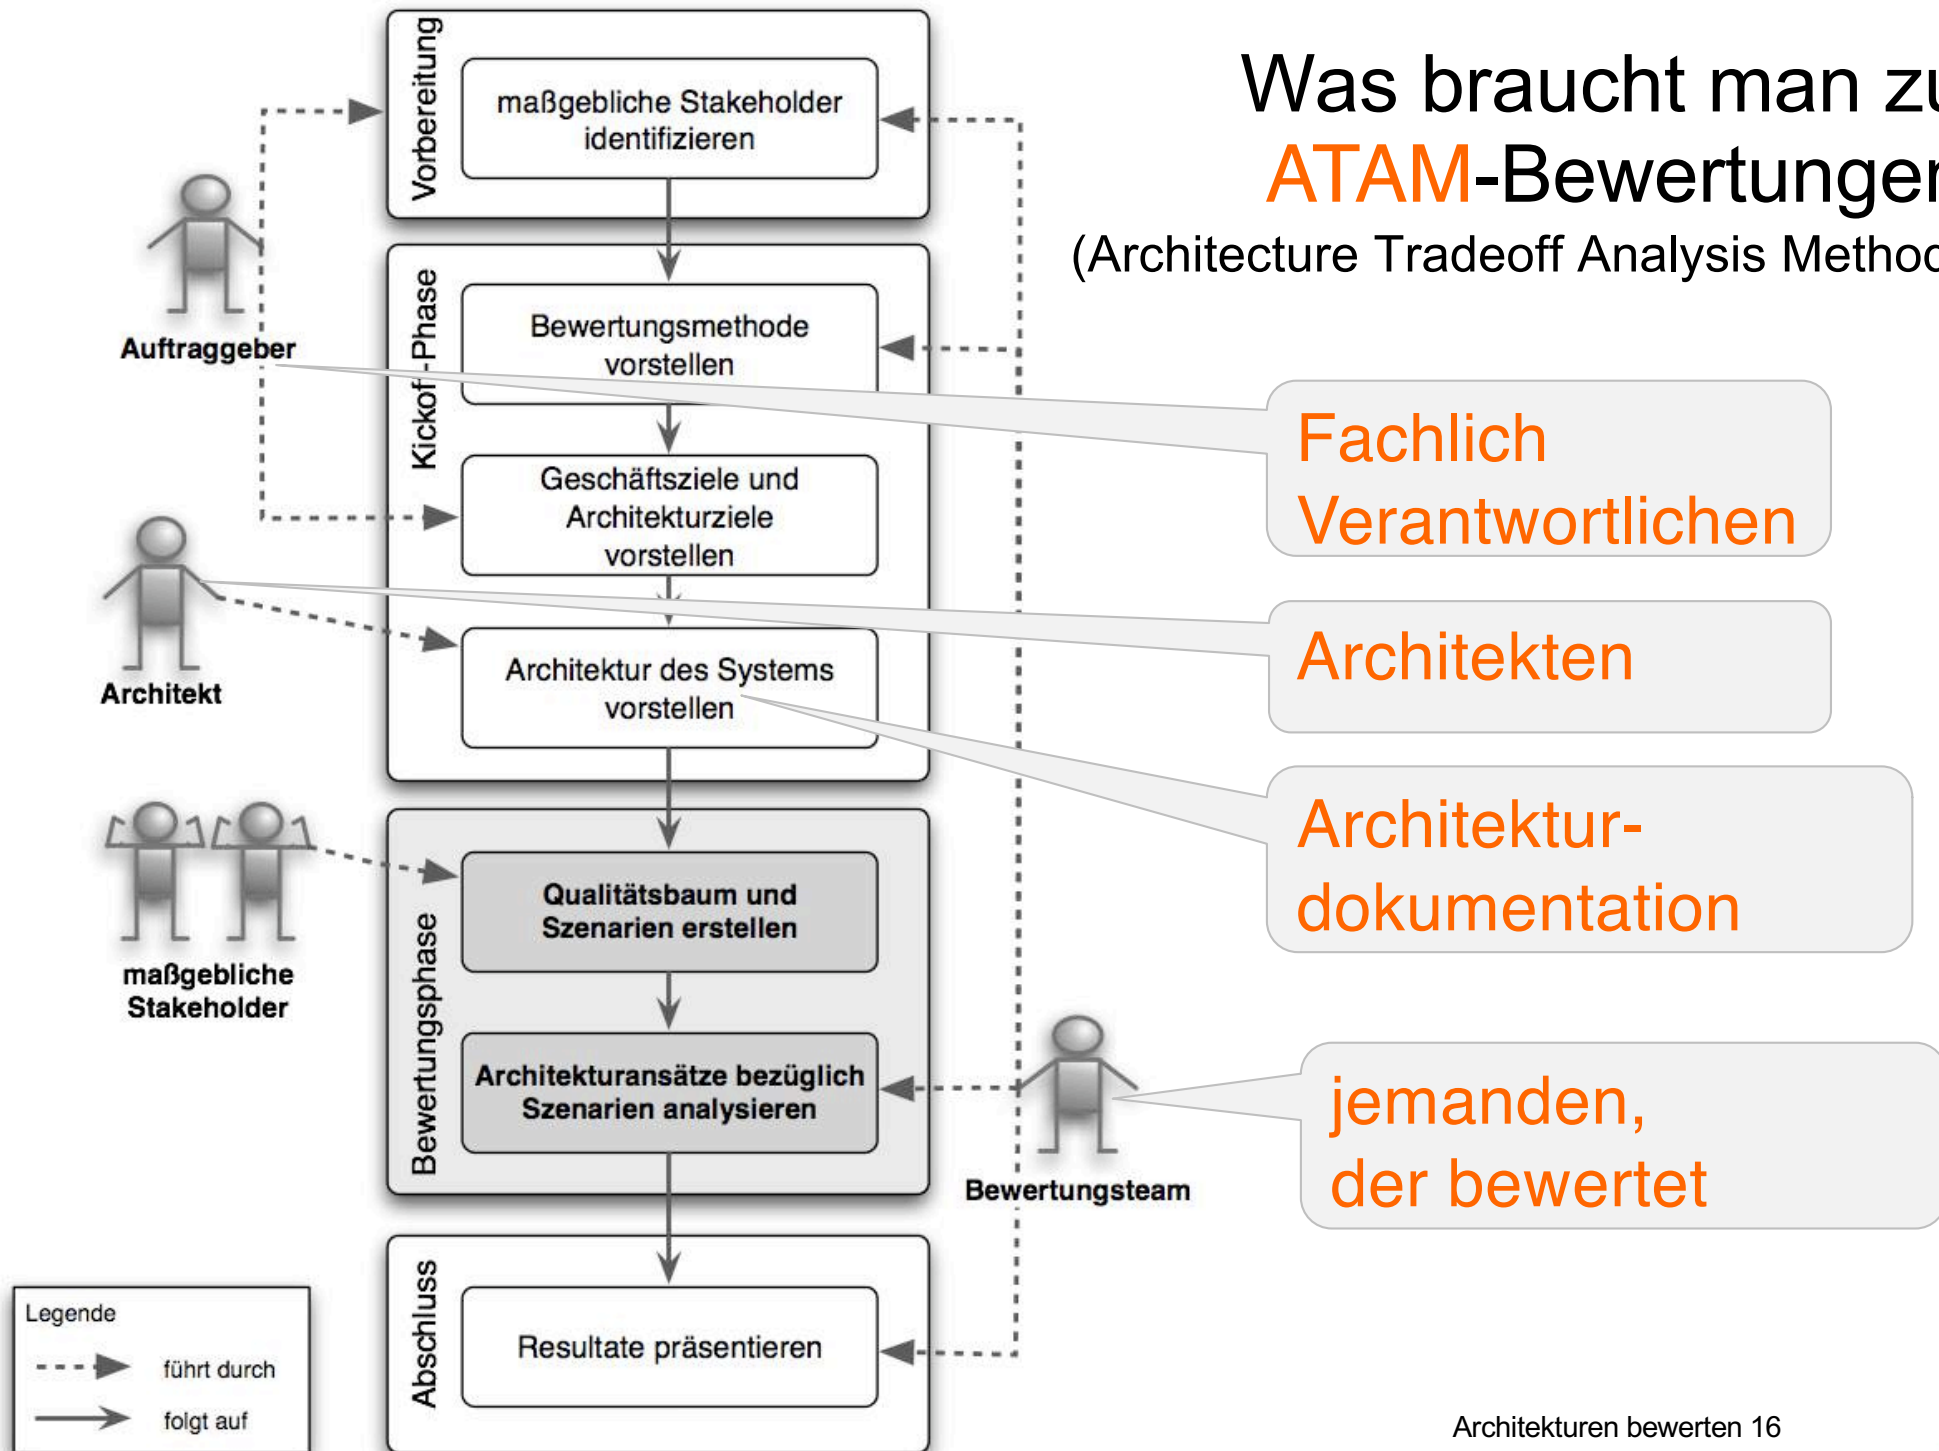 Was braucht man zu
ATAM-Bewertungen
(Architecture Tradeoff Analysis Method
Vorbereitung
maßgebliche Stakeholder
identifizieren
Auftraggeber
Kickof-Phase
Bewertungsmethode
vorstellen
Geschäftsziele und
Architekturziele
vorstellen
Architektur des Systems
vorstellen
Architekt
Fachlich
Verantwortlichen
Architekten
Architektur-
dokumentation
maßgebliche
Stakeholder
Bewertungsphase
Qualitätsbaum und
Szenarien erstellen
Architekturansätze bezüglich
Szenarien analysieren
Bewertungsteam
jemanden,
der bewertet
Abschluss
Resultate präsentieren
Legende
führt durch
folgt auf
Architekturen bewerten 16